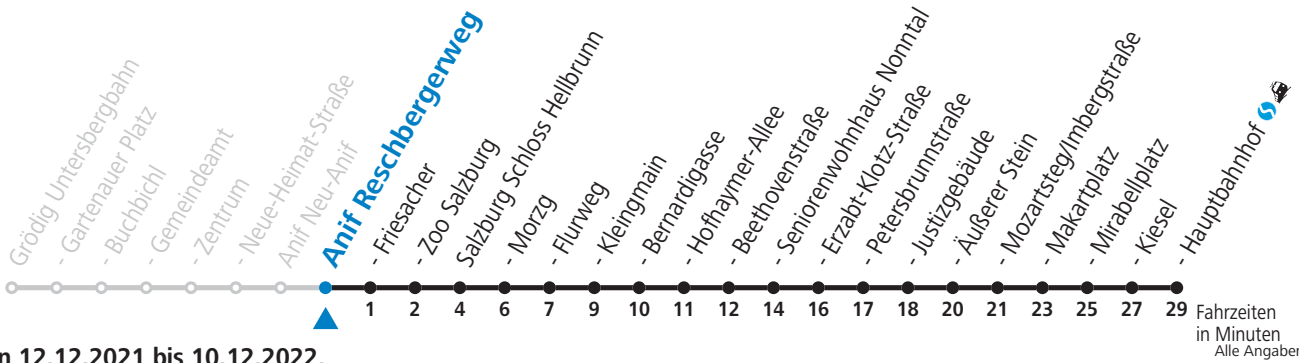 Grödig Untersbergbahn
- Gartenauer Platz
- Buchbichl
- Gemeindeamt
- Zentrum
- Neue-Heimat-Straße
Anif Neu-Anif
Anif Reschbergerweg
- Friesacher
- Zoo Salzburg
Salzburg Schloss Hellbrunn
- Morzg
- Flurweg
- Kleingmain
- Bernardigasse
- Hofhaymer-Allee
- Beethovenstraße
- Seniorenwohnhaus Nonntal
- Erzabt-Klotz-Straße
- Petersbrunnstraße
- Justizgebäude
- Äußerer Stein
- Mozartsteg/Imbergstraße
- Makartplatz
- Mirabellplatz
- Kiesel
- Hauptbahnhof
1 2 4 6 7 9 10 11 12 14 16 17 18 20 21 23 25 27 29
Fahrzeiten
in Minuten
Alle Angaben
12.12.2021 bis 10.12.2022.